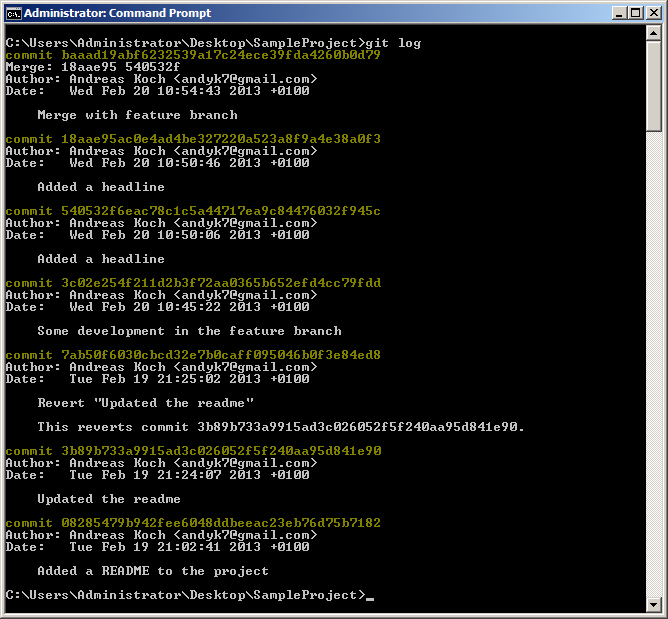 Administrator: Command Prompt
C:\Users\Administrator\Desktop\SampleProject>git log
commit baaad19abf6232539a17c24ece39fda4260b0d79
Merge: 18aae95 540532f
Author: Andreas Koch <andyk7@gmail.com>
Date:   Wed Feb 20 10:54:43 2013 +0100
    Merge with feature branch
commit 18aae95ac0e4ad4be327220a523a8f9a4e38a0f3
Author: Andreas Koch <andyk7@gmail.com>
Date:   Wed Feb 20 10:50:46 2013 +0100
    Added a headline
commit 540532f6eac78c1c5a44717ea9c84476032f945c
Author: Andreas Koch <andyk7@gmail.com>
Date:   Wed Feb 20 10:50:06 2013 +0100
    Added a headline
commit 3c02e254f211d2b3f72aa0365b652efd4cc79fdd
Author: Andreas Koch <andyk7@gmail.com>
Date:   Wed Feb 20 10:45:22 2013 +0100
    Some development in the feature branch
commit 7ab50f6030cbcd32e7b0caff095046b0f3e84ed8
Author: Andreas Koch <andyk7@gmail.com>
Date:   Tue Feb 19 21:25:02 2013 +0100
    Revert "Updated the readme"
    This reverts commit 3b89b733a9915ad3c026052f5f240aa95d841e90.
commit 3b89b733a9915ad3c026052f5f240aa95d841e90
Author: Andreas Koch <andyk7@gmail.com>
Date:   Tue Feb 19 21:24:07 2013 +0100
    Updated the readme
commit 08285479b942fee6048ddbeeac23eb76d75b7182
Author: Andreas Koch <andyk7@gmail.com>
Date:   Tue Feb 19 21:02:41 2013 +0100
    Added a README to the project
C:\Users\Administrator\Desktop\SampleProject>_